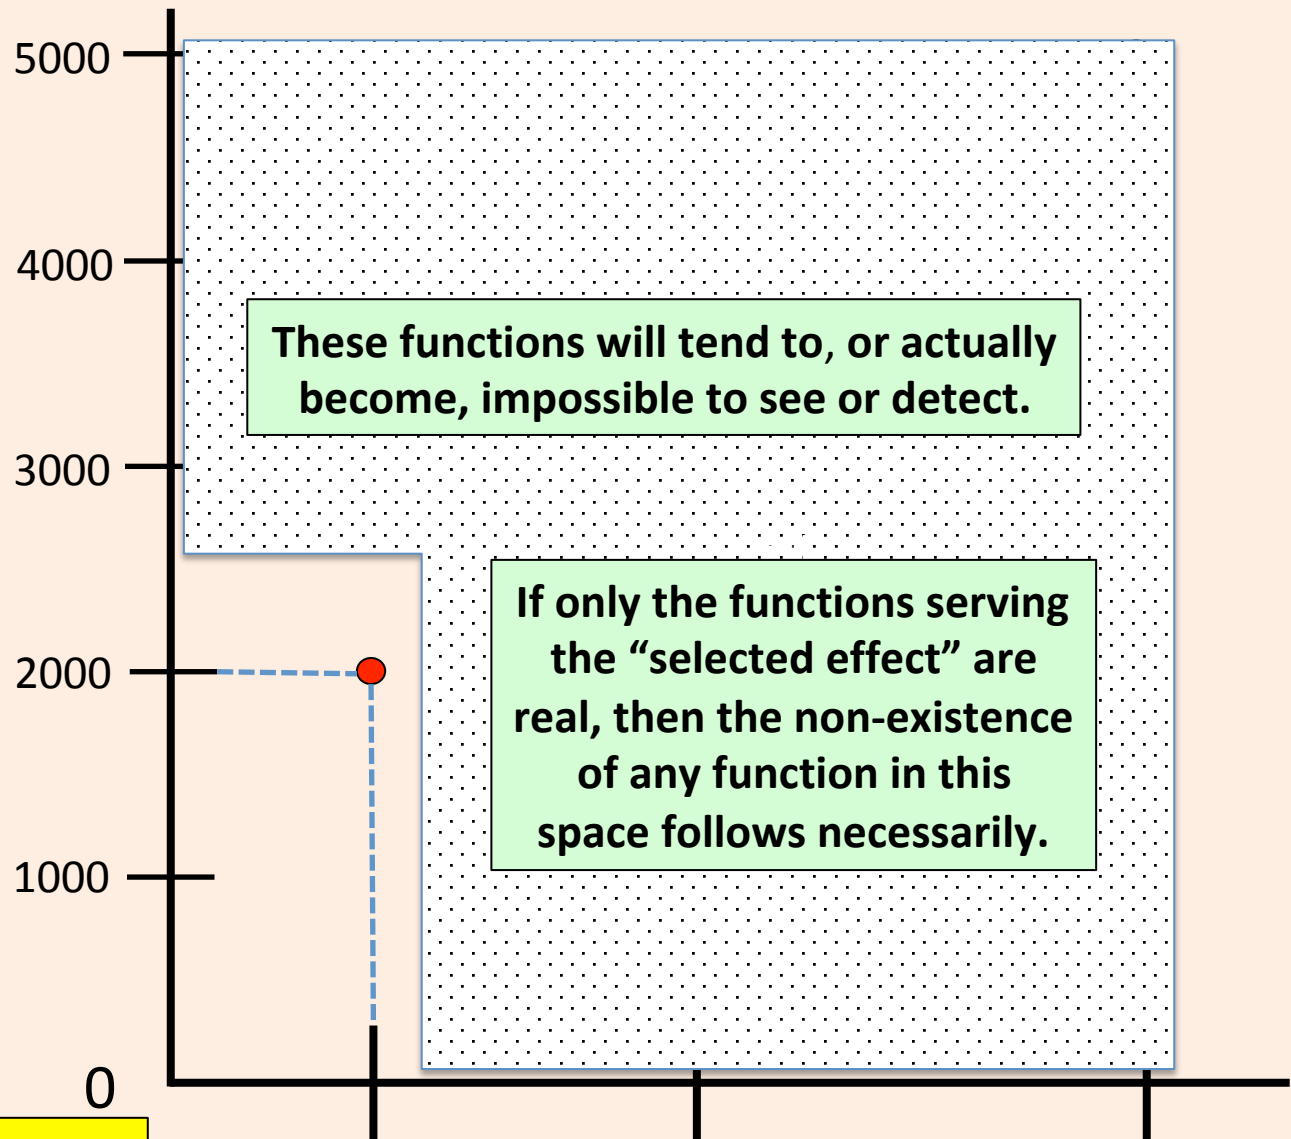 5000
4000
These functions will tend to, or actually
become, impossible to see or detect.
3000
If only the functions serving
the “selected effect” are
real, then the non-existence
of any function in this
space follows necessarily.
2000
1000
0